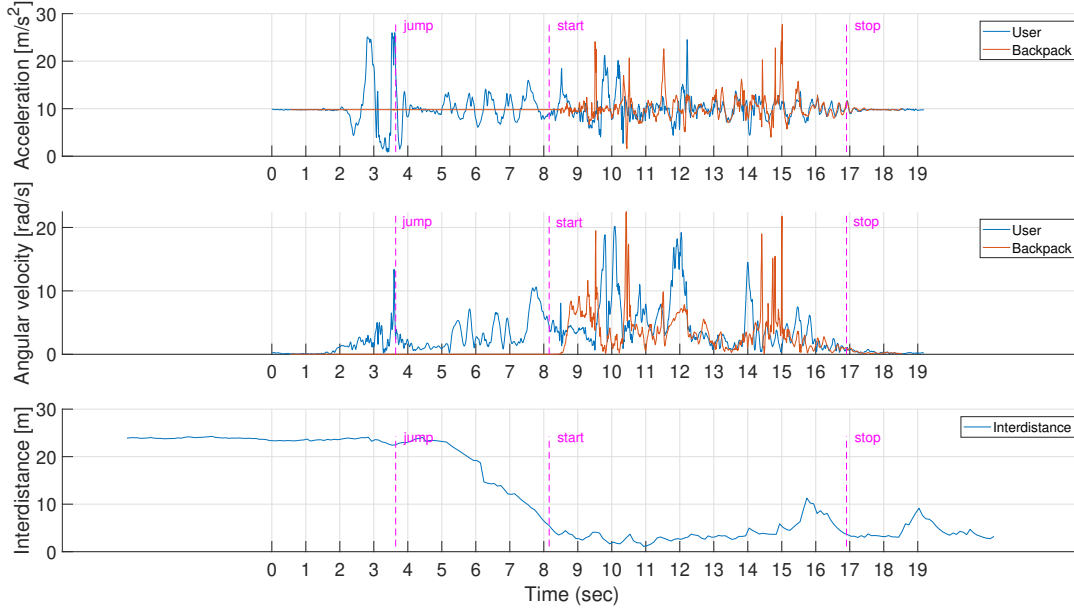 Acceleration [m/s²]
30
20
10
0
jump
start
stop
User
Backpack
0 1 2 3 4 5 6 7 8 9 10 11 12 13 14 15 16 17 18 19
Angular velocity [rad/s]
20
10
0
jump
start
stop
User
Backpack
0 1 2 3 4 5 6 7 8 9 10 11 12 13 14 15 16 17 18 19
Interdistance [m]
30
20
10
0
jump
start
stop
Interdistance
0 1 2 3 4 5 6 7 8 9 10 11 12 13 14 15 16 17 18 19
Time (sec)